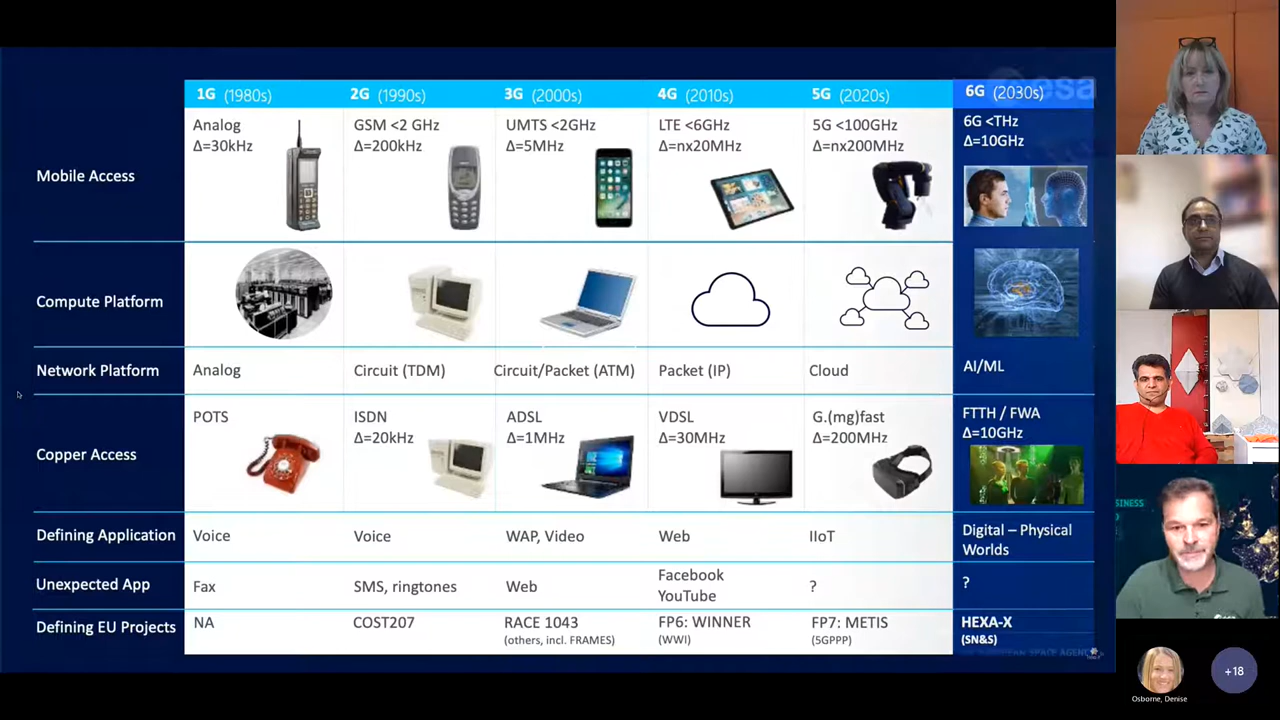 esa
1G (1980s) 2G (1990s) 3G (2000s) 4G (2010s) 5G (2020s) 6G (2030s)
Mobile Access
Analog
Δ=30kHz
GSM <2 GHz
Δ=200kHz
UMTS <2GHz
Δ=5MHz
LTE <6GHz
Δ=nx20MHz
5G <100GHz
Δ=nx200MHz
6G <THz
Δ=10GHz
Compute Platform
Network Platform Analog Circuit (TDM) Circuit/Packet (ATM) Packet (IP) Cloud AI/ML
Copper Access
POTS
ISDN
Δ=20kHz
ADSL
Δ=1MHz
VDSL
Δ=30MHz
G.(mg)fast
Δ=200MHz
FTTH / FWA
Δ=10GHz
Defining Application Voice Voice WAP, Video Web IIoT
Digital – Physical
Worlds
Unexpected App Fax SMS, ringtones Web
Facebook
YouTube
? ?
Defining EU Projects NA COST207
RACE 1043
(others, incl. FRAMES)
FP6: WINNER
(WWI)
FP7: METIS
(5GPPP)
HEXA-X
(SN&S)
SPACE AGEN
Osborne, Denise
+18